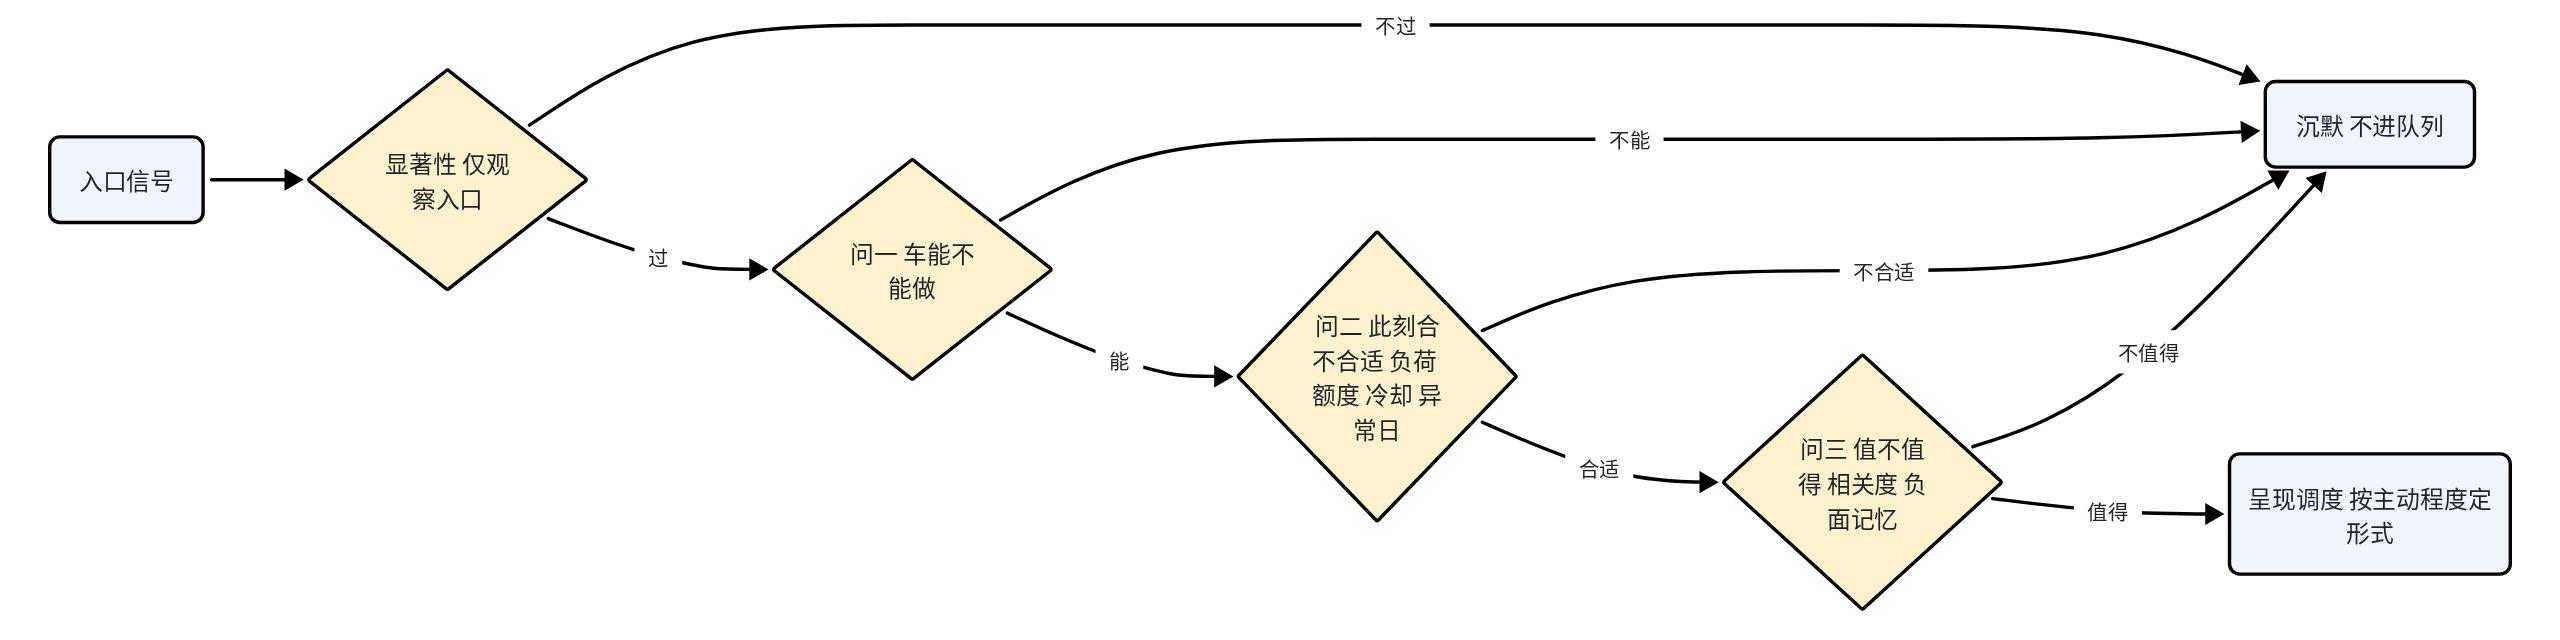 不过
入口信号
显著性 仅观
察入口
过
问一 车能不
能做
不能
能
问二 此刻合
不合适 负荷
额度 冷却 异
常日
不合适
合适
问三 值不值
得 相关度 负
面记忆
不值得
值得
沉默 不进队列
呈现调度 按主动程度定
形式